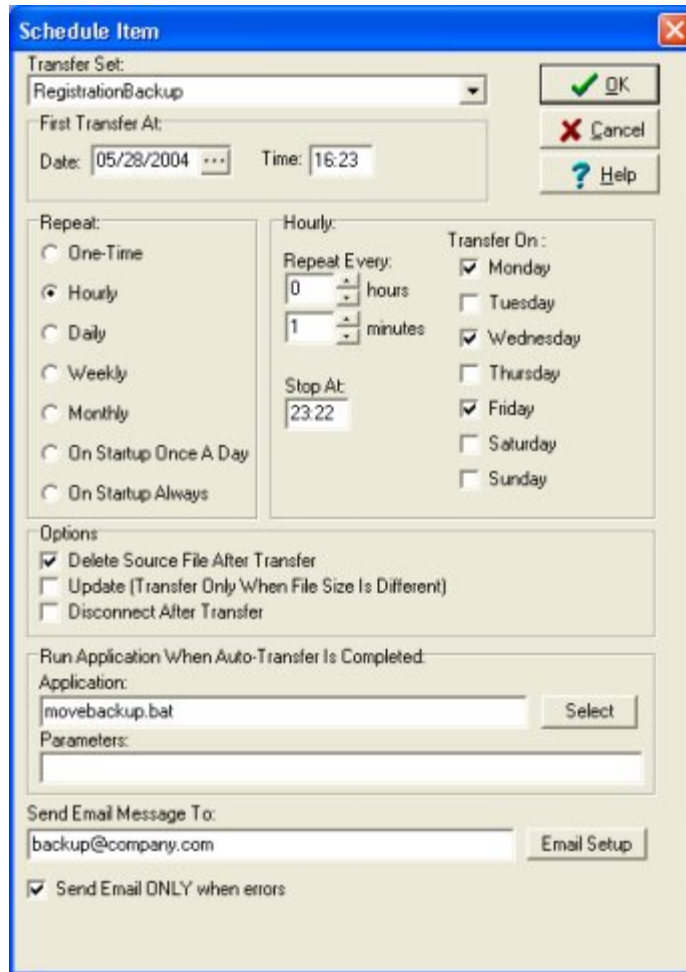 Schedule Item
Transfer Set:
RegistrationBackup
OK
First Transfer At:
Date: 05/28/2004 ... Time: 16:23
Cancel
Help
Repeat:
One-Time
Hourly
Daily
Weekly
Monthly
On Startup Once A Day
On Startup Always
Hourly:
Repeat Every:
0 hours
1 minutes
Stop At:
23:22
Transfer On :
Monday
Tuesday
Wednesday
Thursday
Friday
Saturday
Sunday
Options
Delete Source File After Transfer
Update (Transfer Only When File Size Is Different)
Disconnect After Transfer
Run Application When Auto-Transfer Is Completed:
Application:
movebackup.bat
Select
Parameters:
Send Email Message To:
backup@company.com
Email Setup
Send Email ONLY when errors